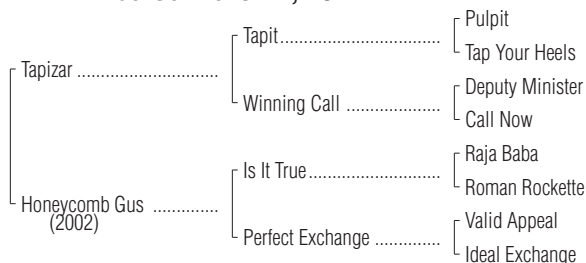 Pulpit
Tapit
Tap Your Heels
Tapizar
Deputy Minister
Winning Call
Call Now
Raja Baba
Is It True
Roman Rockette
Honeycomb Gus
(2002)
Valid Appeal
Perfect Exchange
Ideal Exchange